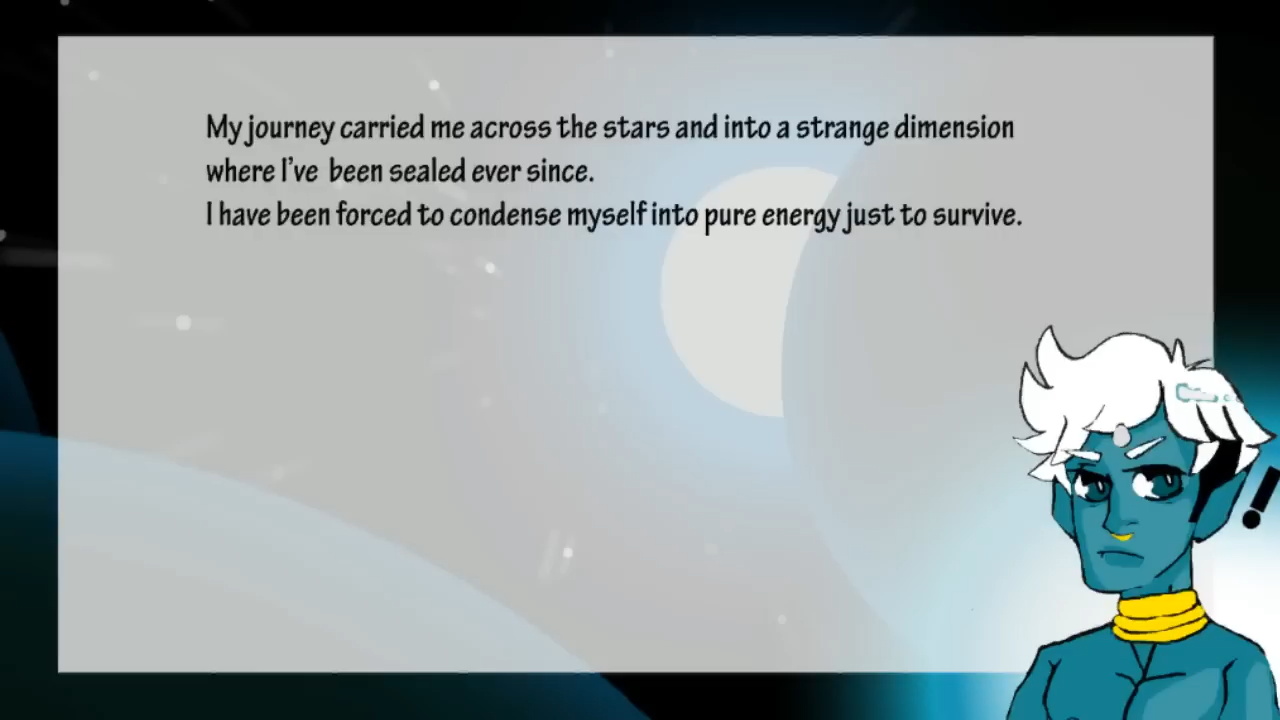 My journey carried me across the stars and into a strange dimension
where I've been sealed ever since.
I have been forced to condense myself into pure energy just to survive.
!